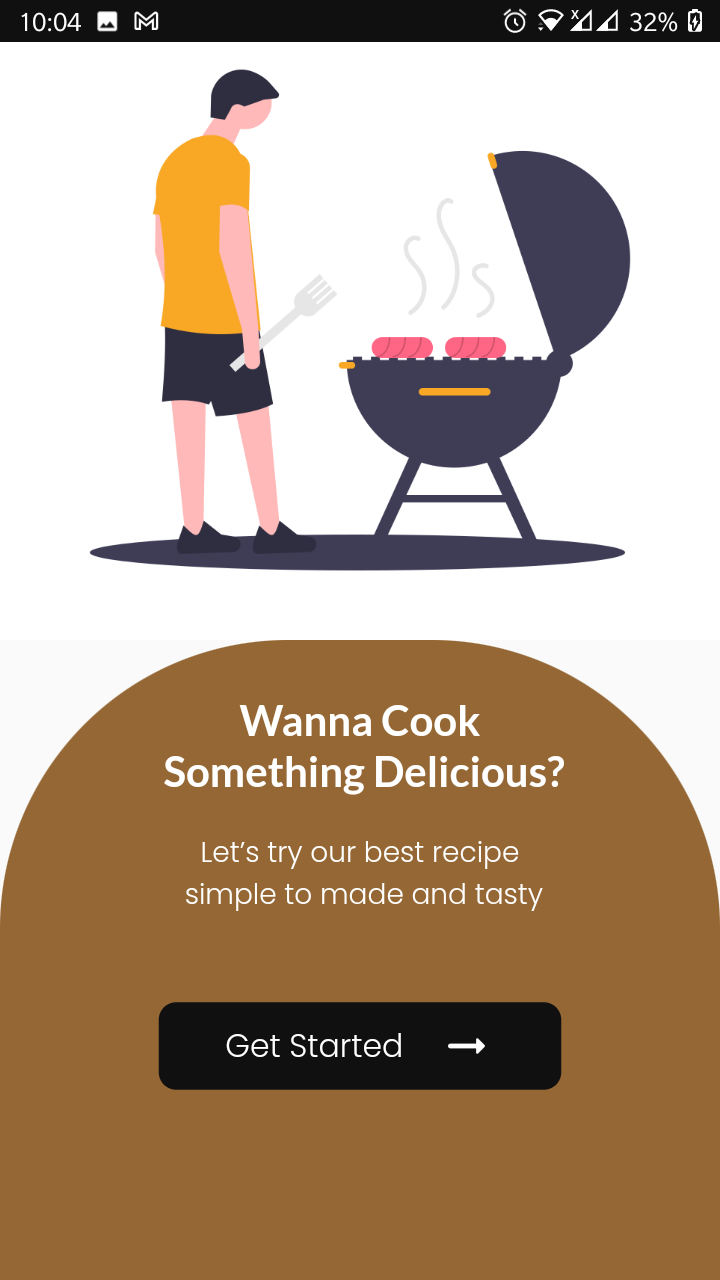 10:04
X
32%
Wanna Cook
Something Delicious?
Let’s try our best recipe
simple to made and tasty
Get Started